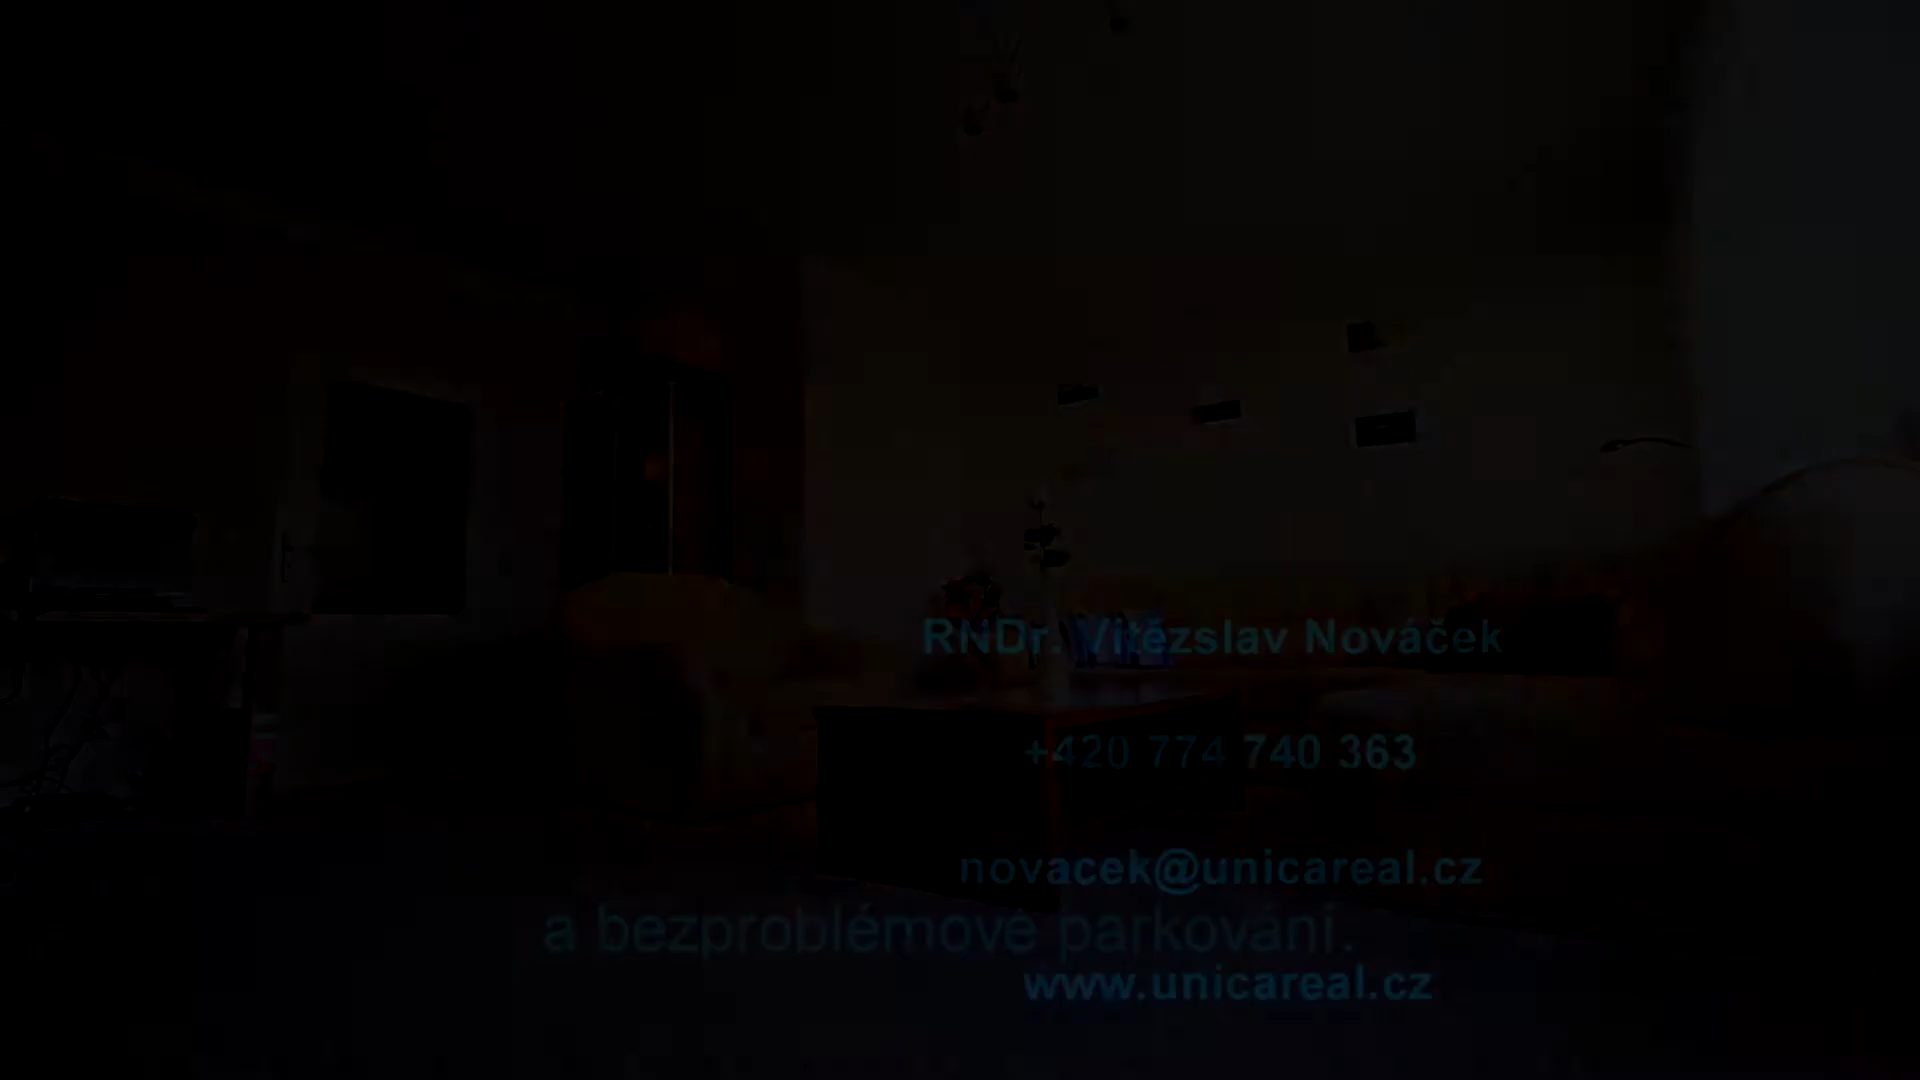 RNDr. Vítězslav Nováček
+420 774 740 363
novacek@unicareal.cz
a bezproblémové parkování.
www.unicareal.cz